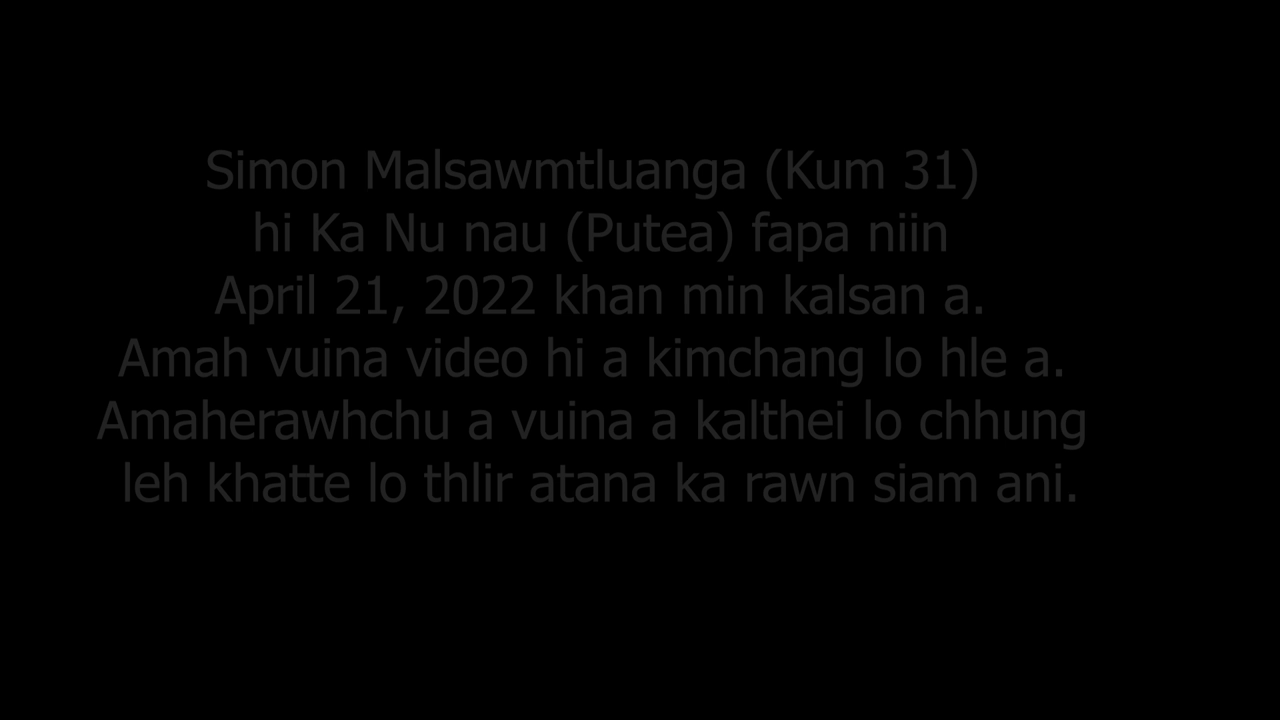 Simon Malsawmtluanga (Kum 31)
hi Ka Nu nau (Putea) fapa niin
April 21, 2022 khan min kalsan a.
Amah vuina video hi a kimchang lo hle a.
Amaherawhchu a vuina a kalthei lo chhung
leh khatte lo thlir atana ka rawn siam ani.